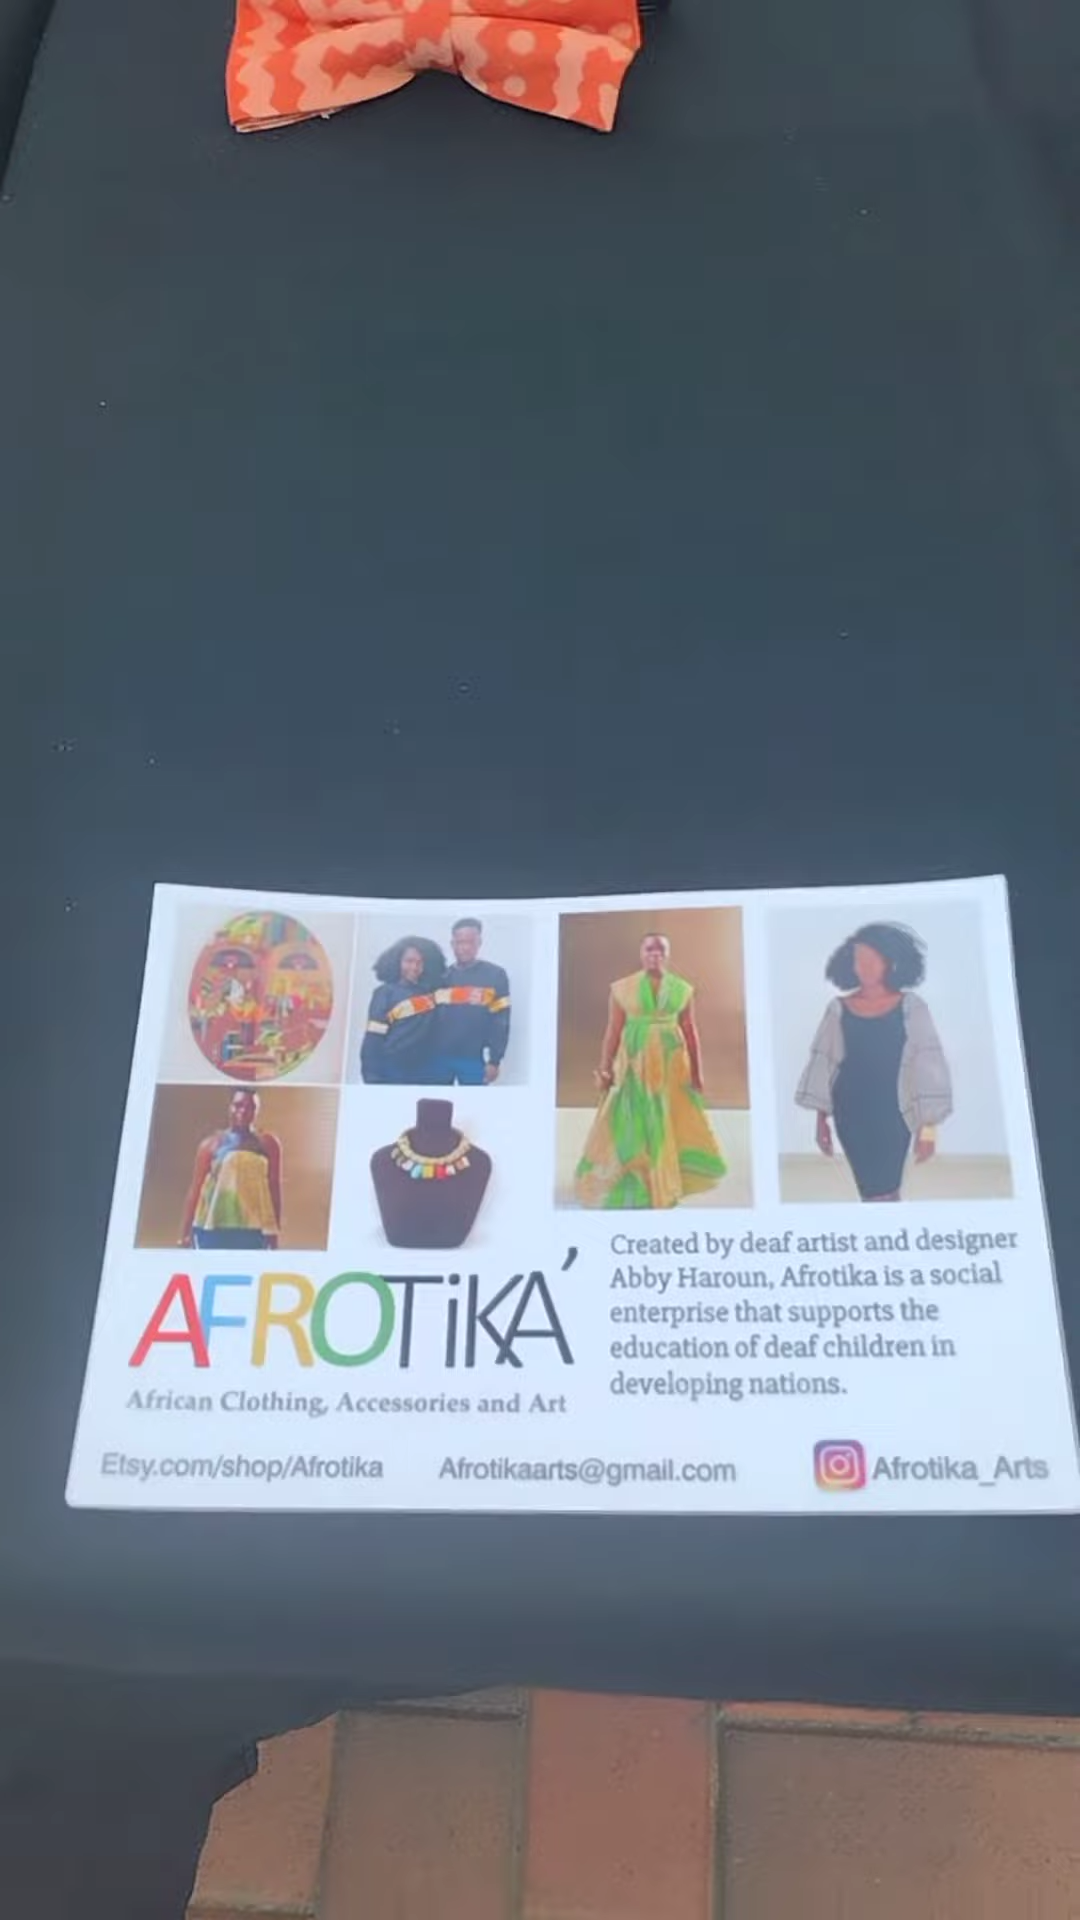 AFROTiKA'
African Clothing, Accessories and Art
Created by deaf artist and designer
Abby Haroun, Afrotika is a social
enterprise that supports the
education of deaf children in
developing nations.
Etsy.com/shop/Afrotika
Afrotikaarts@gmail.com
Afrotika_Arts